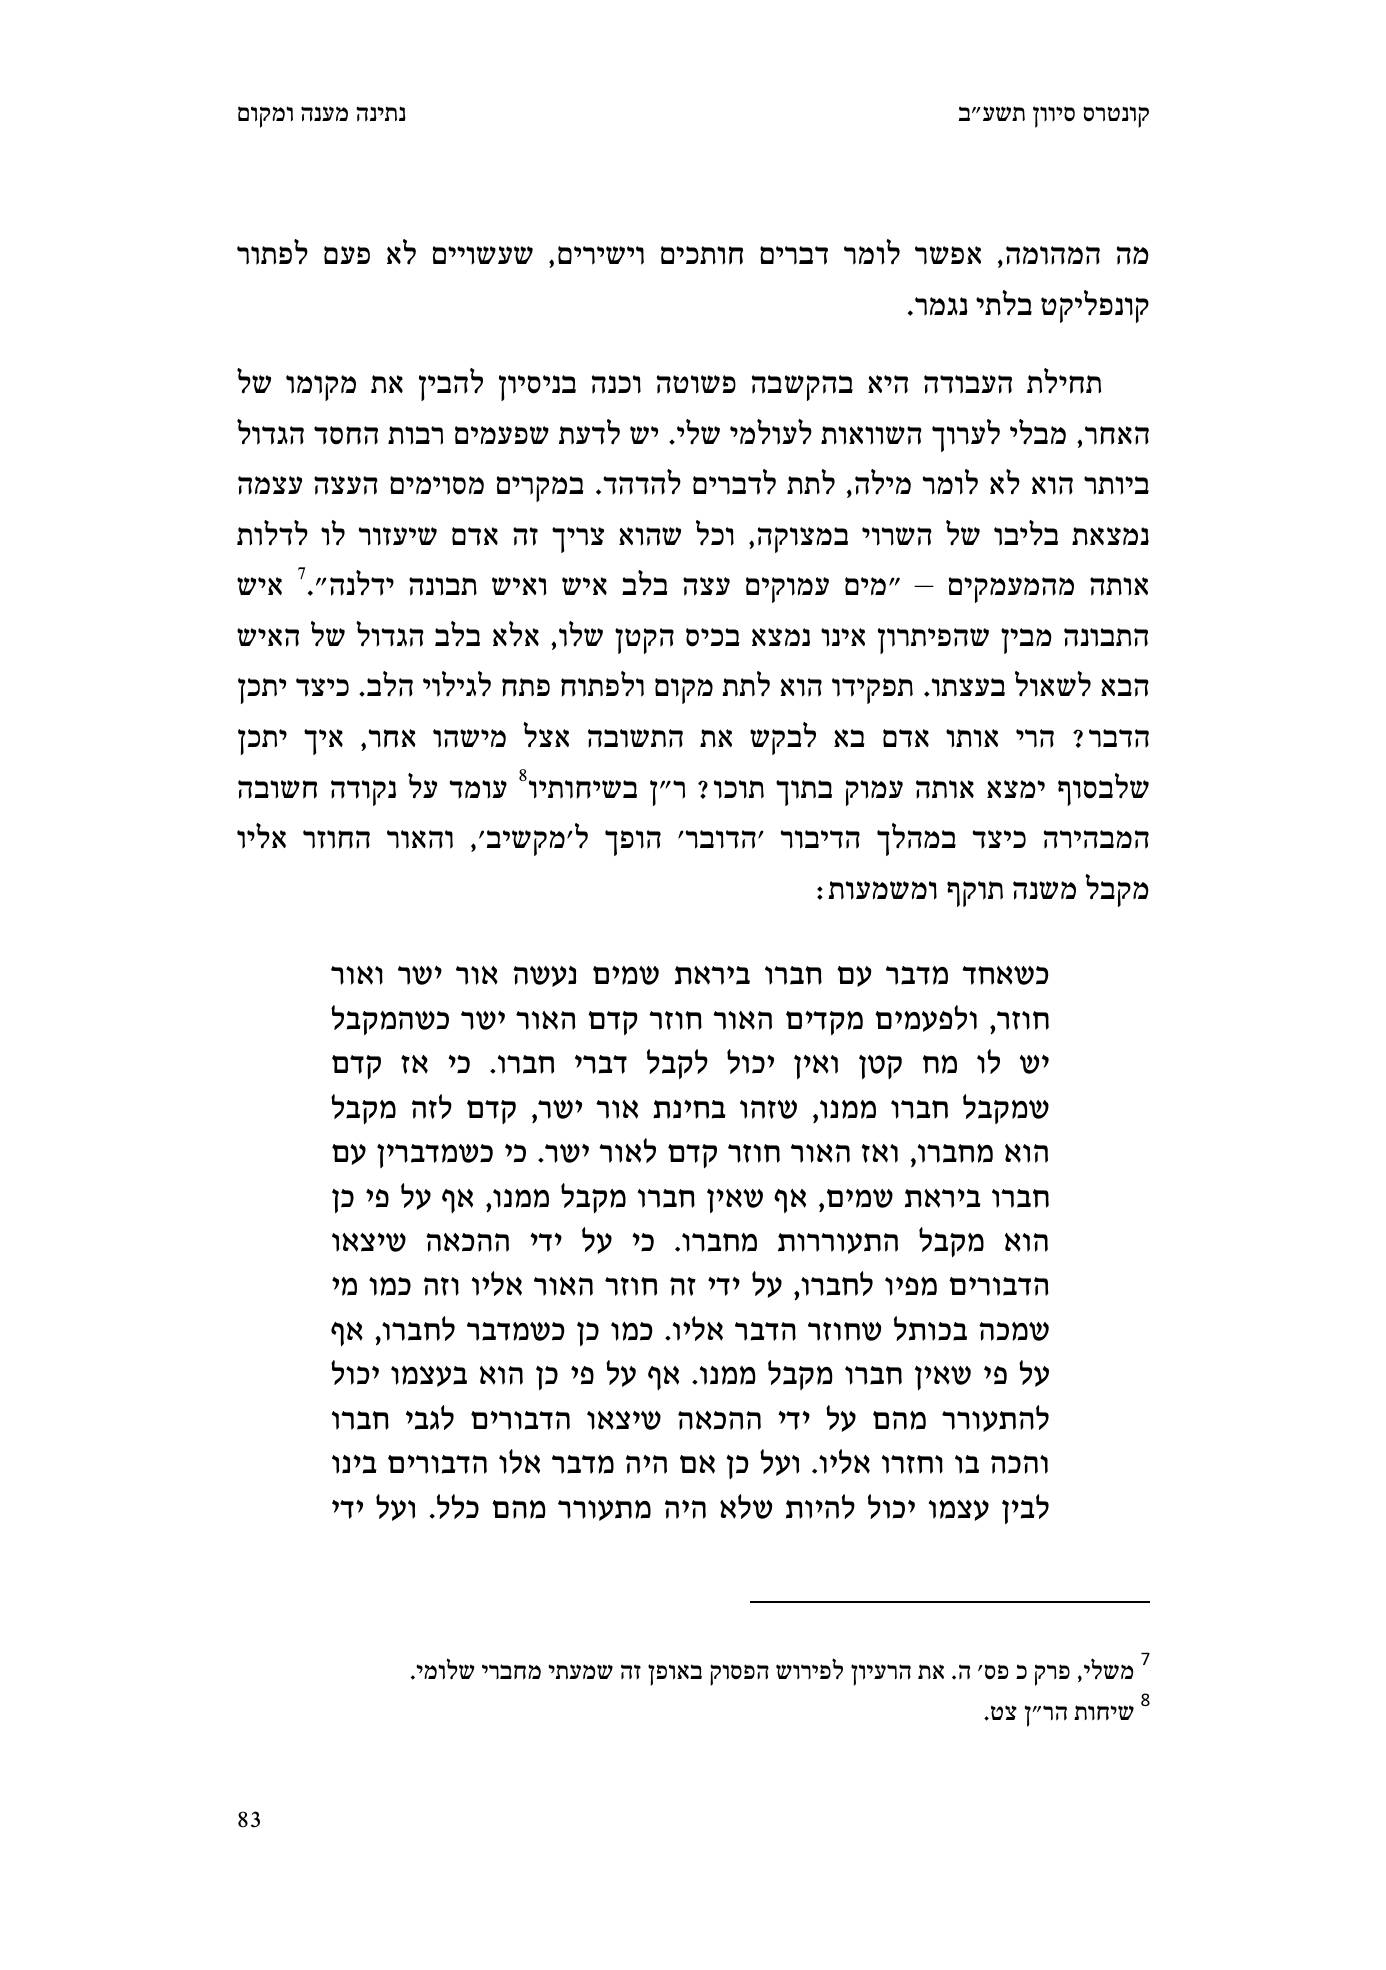 קונטרס סיוון תשע״ב נתינה מענה ומקום
מה המהומה, אפשר לומר דברים חותכים וישירים, שעשויים לא פעם לפתור
קונפליקט בלתי נגמר.
תחילת העבודה היא בהקשבה פשוטה וכנה בניסיון להבין את מקומו של
האחר, מבלי לערוך השוואות לעולמי שלי. יש לדעת שפעמים רבות החסד הגדול
ביותר הוא לא לומר מילה, לתת לדברים להדהד. במקרים מסוימים העצה עצמה
נמצאת בליבו של השרוי במצוקה, וכל שהוא צריך זה אדם שיעזור לו לדלות
אותה מהמעמקים – ״מים עמוקים עצה בלב איש ואיש תבונה ידלנה״.7 איש
התבונה מבין שהפיתרון אינו נמצא בכיס הקטן שלו, אלא בלב הגדול של האיש
הבא לשאול בעצתו. תפקידו הוא לתת מקום ולפתוח פתח לגילוי הלב. כיצד יתכן
הדבר? הרי אותו אדם בא לבקש את התשובה אצל מישהו אחר, איך יתכן
שלבסוף ימצא אותה עמוק בתוך תוכו? ר״ן בשיחותיו8 עומד על נקודה חשובה
המבהירה כיצד במהלך הדיבור ׳הדובר׳ הופך ל׳מקשיב׳, והאור החוזר אליו
מקבל משנה תוקף ומשמעות:
כשאחד מדבר עם חברו ביראת שמים נעשה אור ישר ואור
חוזר, ולפעמים מקדים האור חוזר קדם האור ישר כשהמקבל
יש לו מח קטן ואין יכול לקבל דברי חברו. כי אז קדם
שמקבל חברו ממנו, שזהו בחינת אור ישר, קדם לזה מקבל
הוא מחברו, ואז האור חוזר קדם לאור ישר. כי כשמדברין עם
חברו ביראת שמים, אף שאין חברו מקבל ממנו, אף על פי כן
הוא מקבל התעוררות מחברו. כי על ידי ההכאה שיצאו
הדבורים מפיו לחברו, על ידי זה חוזר האור אליו וזה כמו מי
שמכה בכותל שחוזר הדבר אליו. כמו כן כשמדבר לחברו, אף
על פי שאין חברו מקבל ממנו. אף על פי כן הוא בעצמו יכול
להתעורר מהם על ידי ההכאה שיצאו הדבורים לגבי חברו
והכה בו וחזרו אליו. ועל כן אם היה מדבר אלו הדבורים בינו
לבין עצמו יכול להיות שלא היה מתעורר מהם כלל. ועל ידי
7 משלי, פרק כ פס׳ ה. את הרעיון לפירוש הפסוק באופן זה שמעתי מחברי שלומי.
8 שיחות הר״ן צט.
83